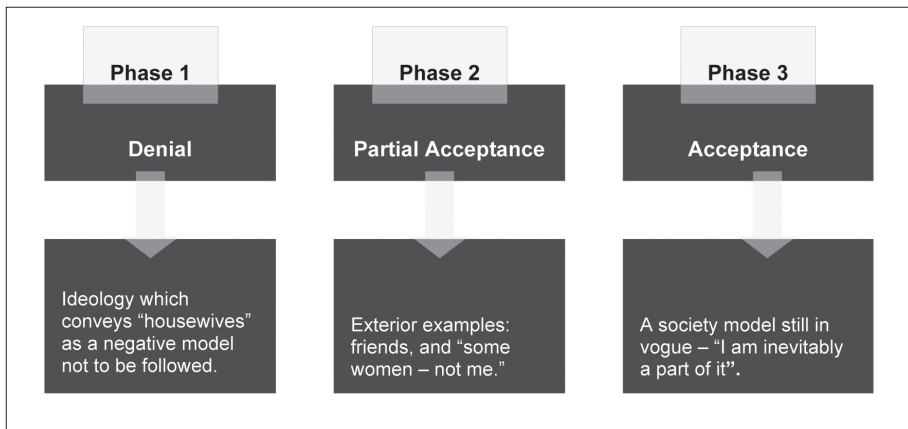 Phase 1
Denial
Ideology which
conveys “housewives”
as a negative model
not to be followed.
Phase 2
Partial Acceptance
Exterior examples:
friends, and “some
women – not me.”
Phase 3
Acceptance
A society model still in
vogue – “I am inevitably
a part of it”.